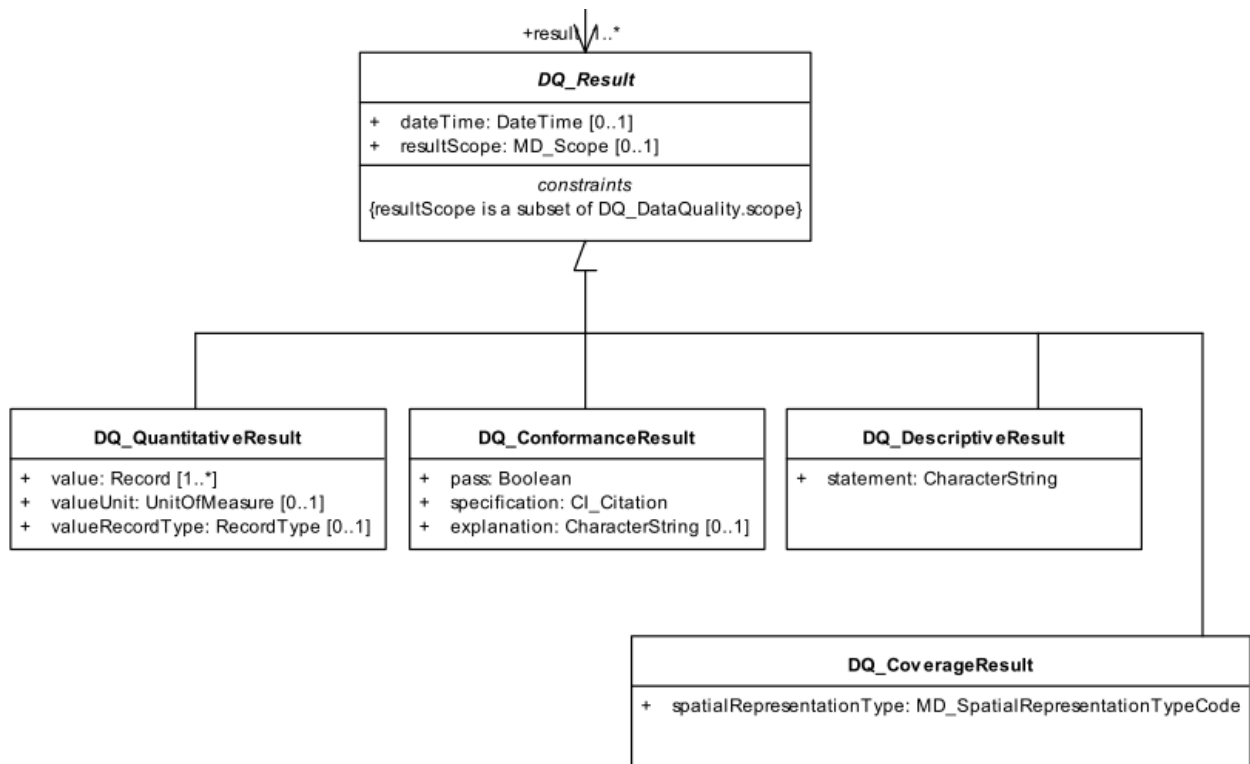 +result 1..*
DQ_Result
+ dateTime: DateTime [0..1]
+ resultScope: MD_Scope [0..1]
constraints
{resultScope is a subset of DQ_DataQuality.scope}
DQ_QuantitativeResult
+ value: Record [1..*]
+ valueUnit: UnitOfMeasure [0..1]
+ valueRecordType: RecordType [0..1]
DQ_ConformanceResult
+ pass: Boolean
+ specification: CI_Citation
+ explanation: CharacterString [0..1]
DQ_DescriptiveResult
+ statement: CharacterString
DQ_CoverageResult
+ spatialRepresentationType: MD_SpatialRepresentationTypeCode